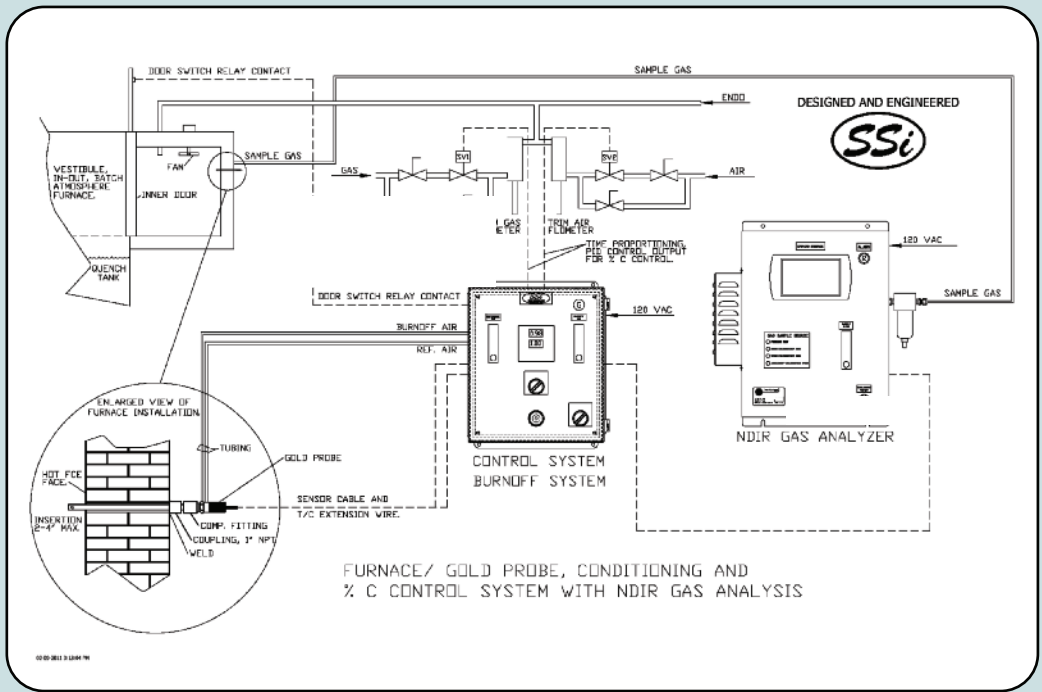 DOOR SWITCH RELAY CONTACT
SAMPLE GAS
ENDO
DESIGNED AND ENGINEERED
SSi
SAMPLE GAS
FAN
SV1
SV2
GAS
AIR
VESTIBULE,
IN-OUT, BATCH
ATMOSPHERE
FURNACE.
INNER DOOR
GAS
TRIM AIR
FLOMETER
QUENCH
TANK
TIME PROPORTIONING,
PID CONTROL OUTPUT
FOR % C CONTROL.
120 VAC
DOOR SWITCH RELAY CONTACT
SAMPLE GAS
120 VAC
BURNOFF AIR
REF. AIR
ENLARGED VIEW OF
FURNACE INSTALLATION.
NDIR GAS ANALYZER
TUBING
GOLD PROBE
CONTROL SYSTEM
BURNOFF SYSTEM
HOT FCE
FACE.
SENSOR CABLE AND
T/C EXTENSION WIRE.
INSERTION
2-4" MAX.
COMP. FITTING
COUPLING, 1" NPT
WELD
FURNACE/ GOLD PROBE, CONDITIONING AND
% C CONTROL SYSTEM WITH NDIR GAS ANALYSIS